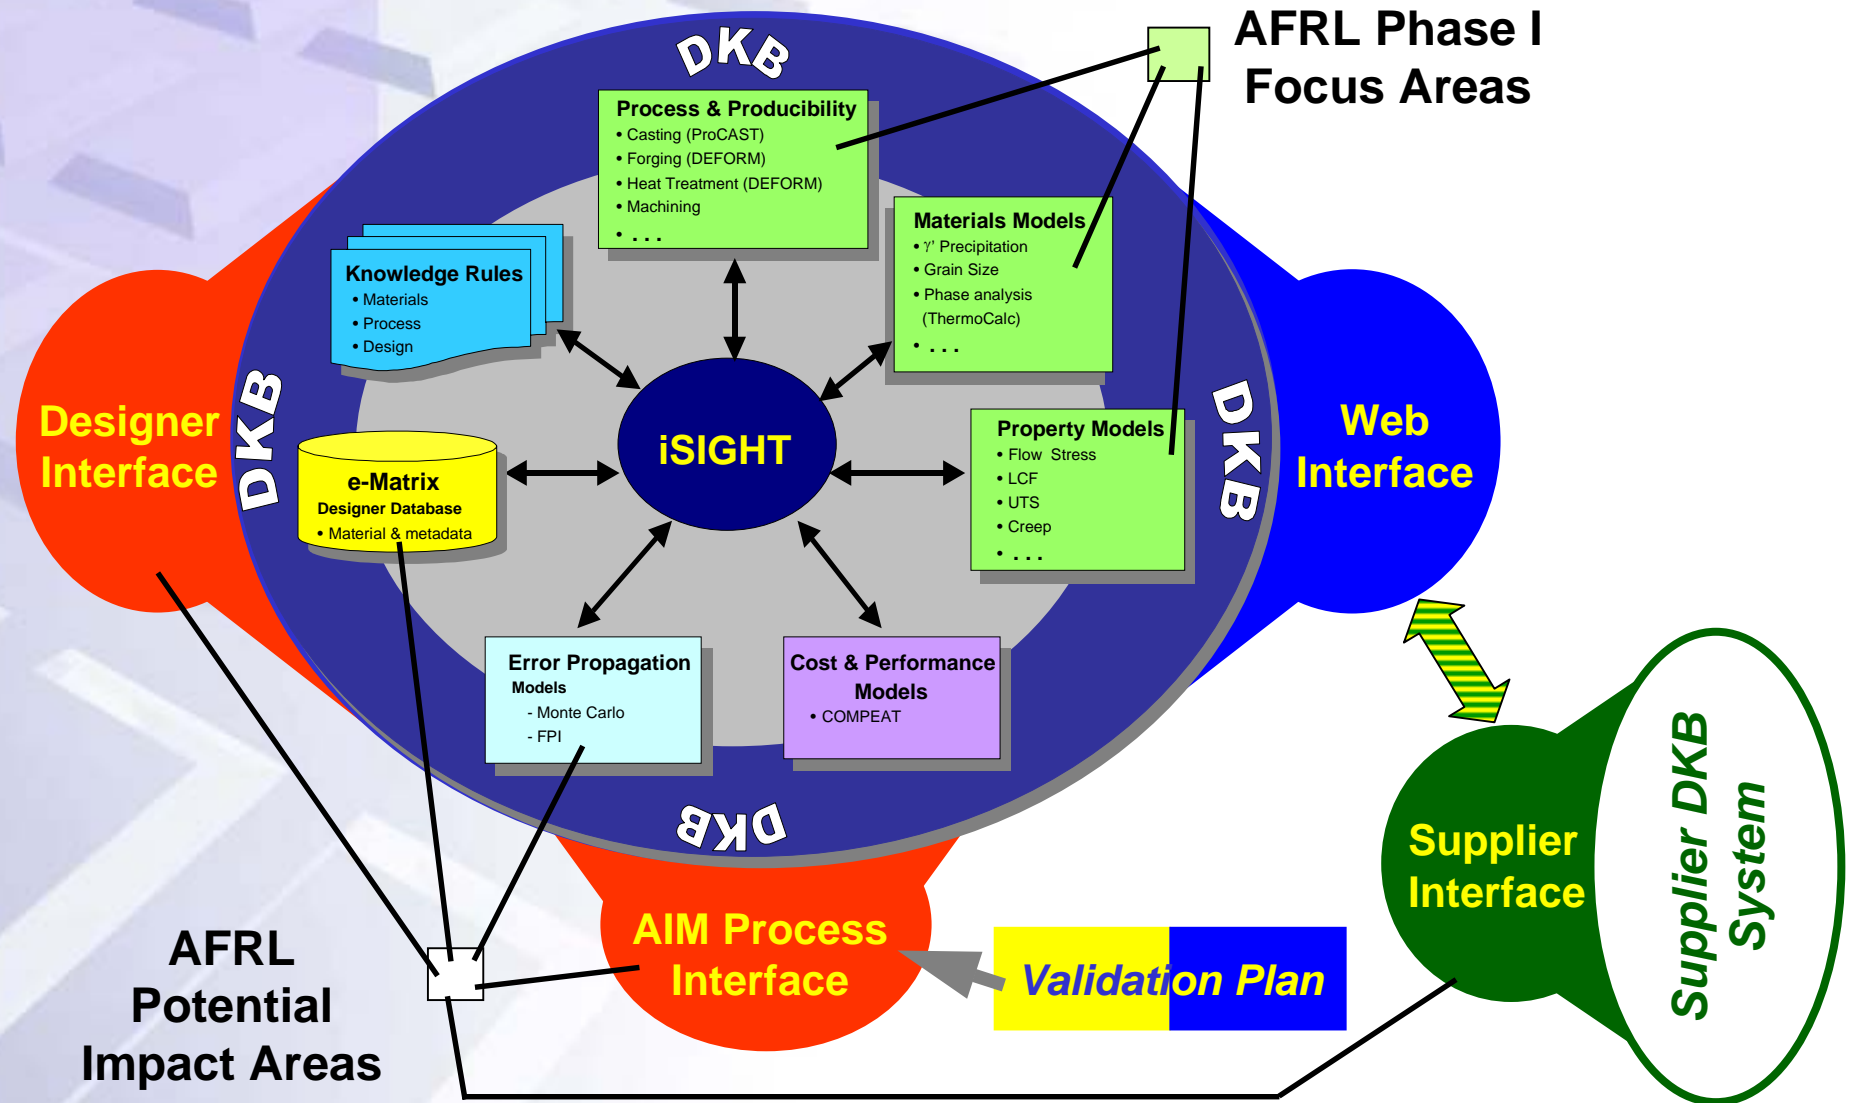 AFRL Phase I
Focus Areas
DKB
Process & Producibility
• Casting (ProCAST)
• Forging (DEFORM)
• Heat Treatment (DEFORM)
• Machining
• . . .
Materials Models
• γ' Precipitation
• Grain Size
• Phase analysis
(ThermoCalc)
• . . .
Knowledge Rules
• Materials
• Process
• Design
Designer
Interface
DKB
iSIGHT
Property Models
• Flow Stress
• LCF
• UTS
• Creep
• . . .
DKB
Web
Interface
e-Matrix
Designer Database
• Material & metadata
Error Propagation
Models
- Monte Carlo
- FPI
Cost & Performance
Models
• COMPEAT
DKB
AIM Process
Interface
Validation Plan
Supplier
Interface
Supplier DKB
System
AFRL
Potential
Impact Areas